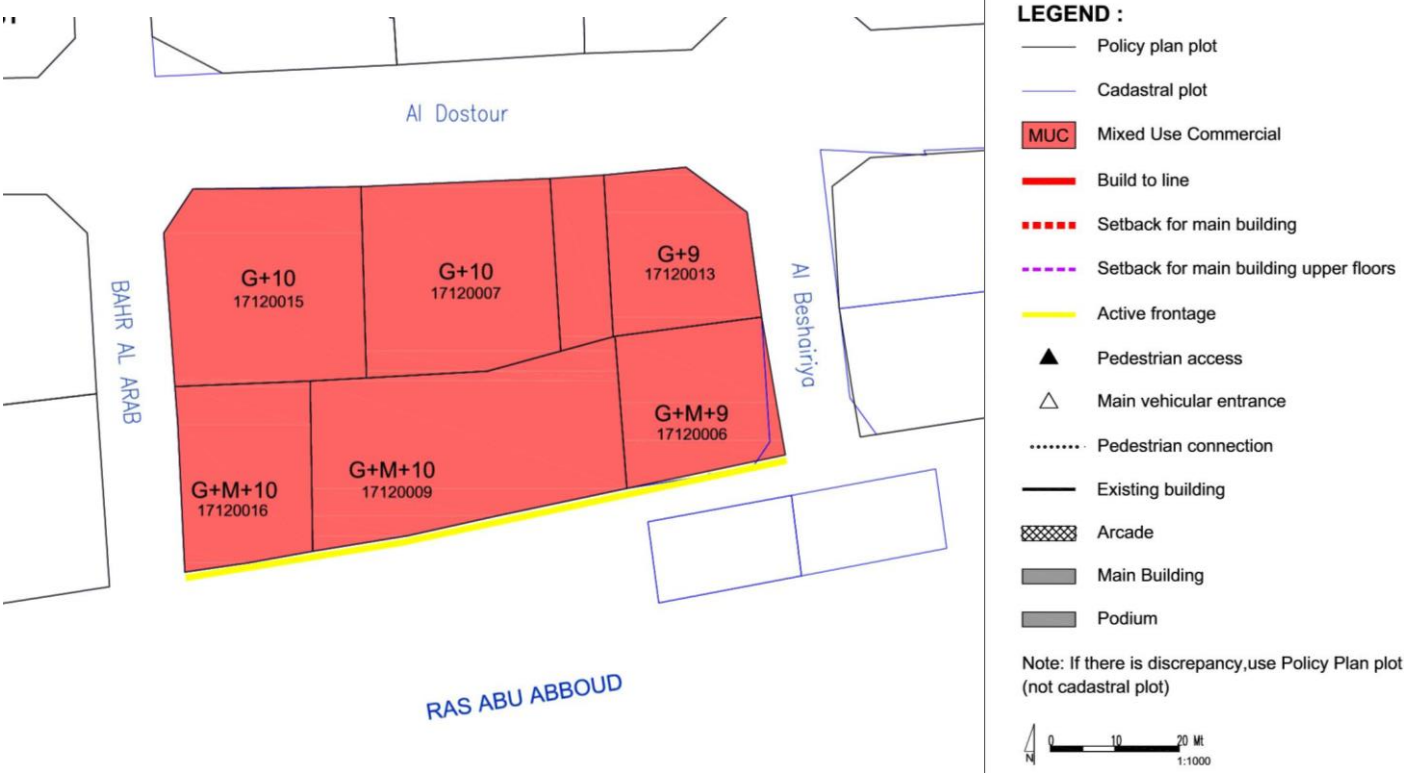 Al Dostour
BAHR AL ARAB
Al Beshairiya
G+10
17120015
G+10
17120007
G+9
17120013
G+M+10
17120016
G+M+10
17120009
G+M+9
17120006
RAS ABU ABBOUD
LEGEND :
Policy plan plot
Cadastral plot
MUC Mixed Use Commercial
Build to line
Setback for main building
Setback for main building upper floors
Active frontage
Pedestrian access
Main vehicular entrance
Pedestrian connection
Existing building
Arcade
Main Building
Podium
Note: If there is discrepancy,use Policy Plan plot
(not cadastral plot)
N
0 10 20 Mt
1:1000